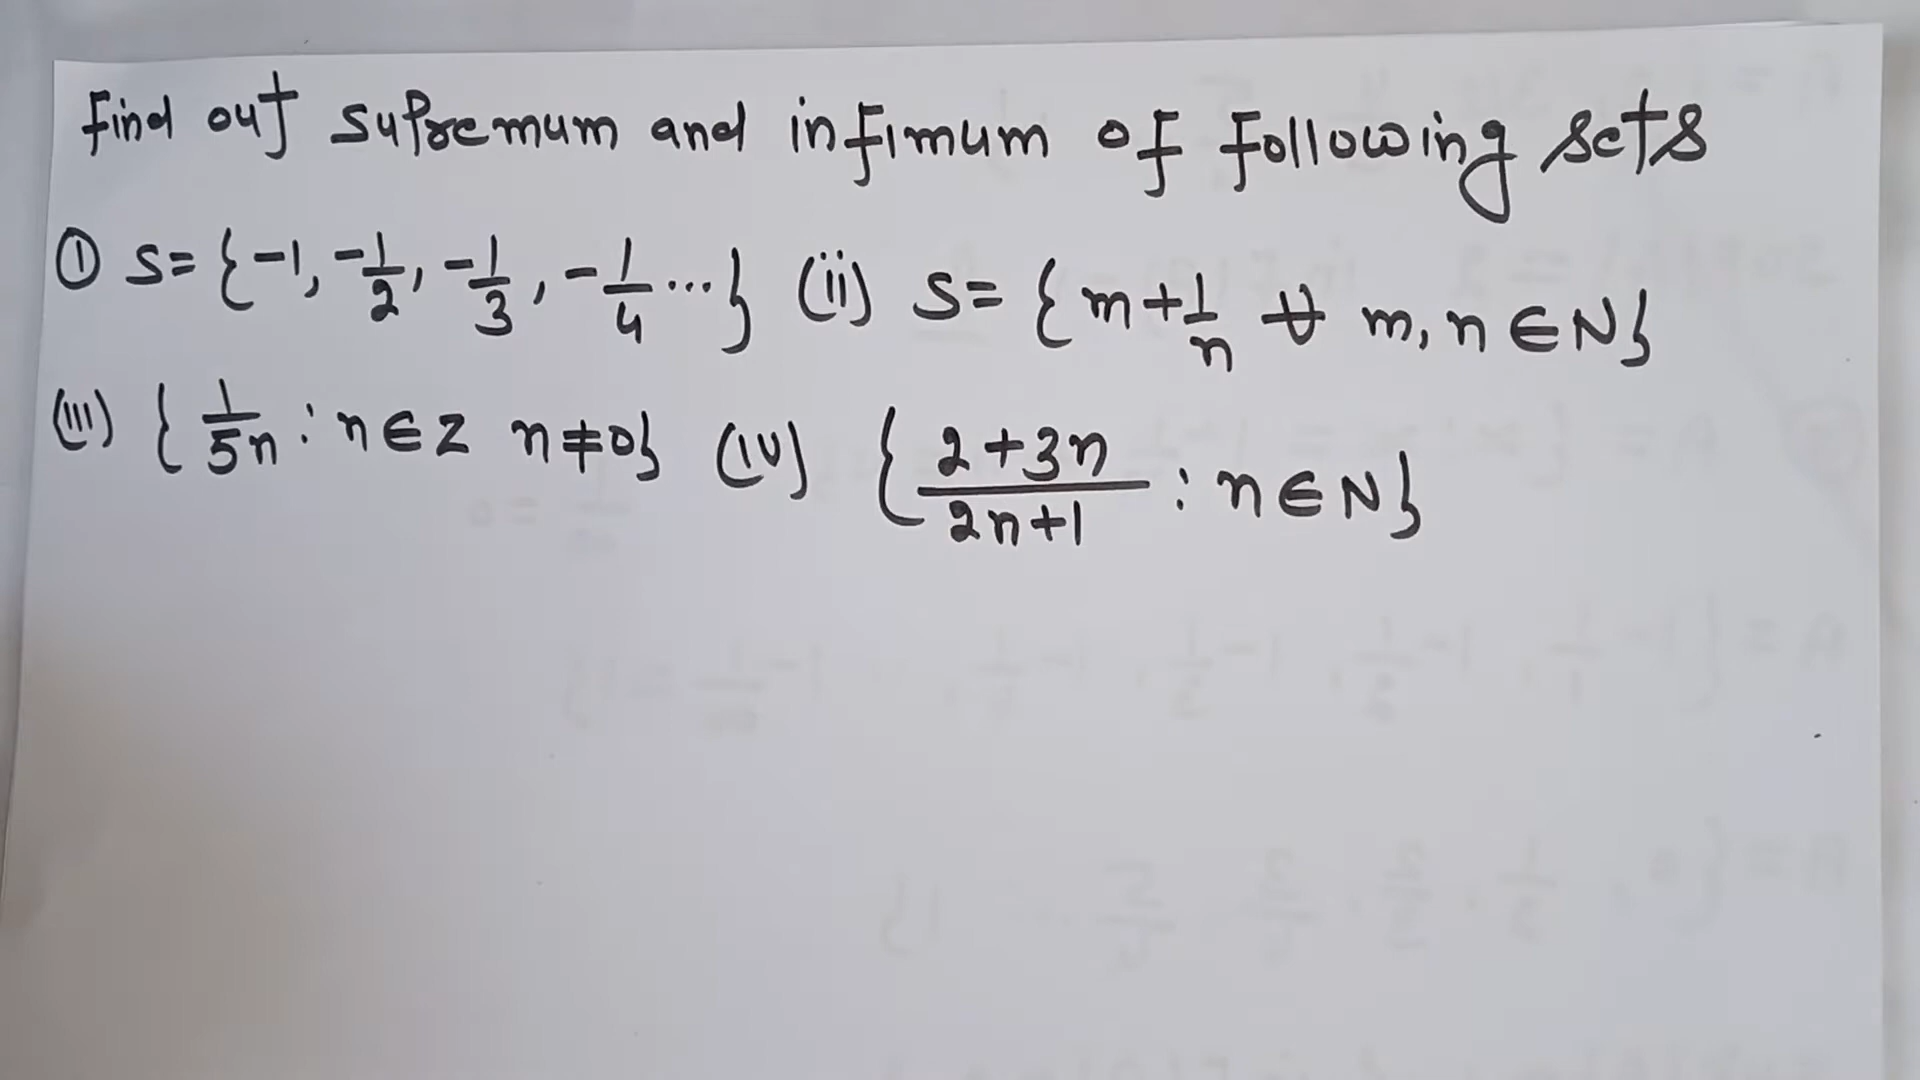 Find out supremum and infimum of following sets
① S = {-1, -1/2, -1/3, -1/4 ...} (ii) S = {m + 1/n ∀ m, n ∈ N}
(iii) {1/5n : n ∈ Z n ≠ 0} (iv) {2+3n/2n+1 : n ∈ N}